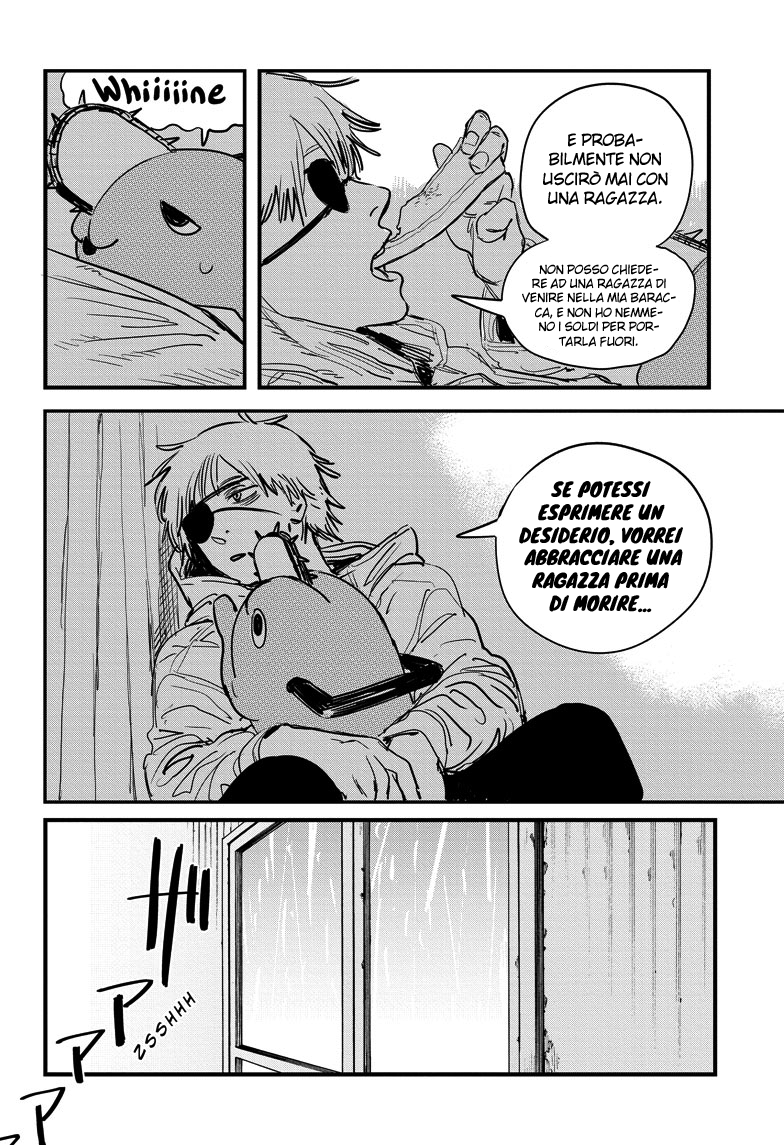 E PROBA-
BILMENTE NON
USCIRÒ MAI CON
UNA RAGAZZA.
NON POSSO CHIEDE-
RE AD UNA RAGAZZA DI
VENIRE NELLA MIA BARAC-
CA, E NON HO NEMME-
NO I SOLDI PER POR-
TARLA FUORI.
Whiiiiine
SE POTESSI
ESPRIMERE UN
DESIDERIO, VORREI
ABBRACCIARE UNA
RAGAZZA PRIMA
DI MORIRE...
ZSSHHH